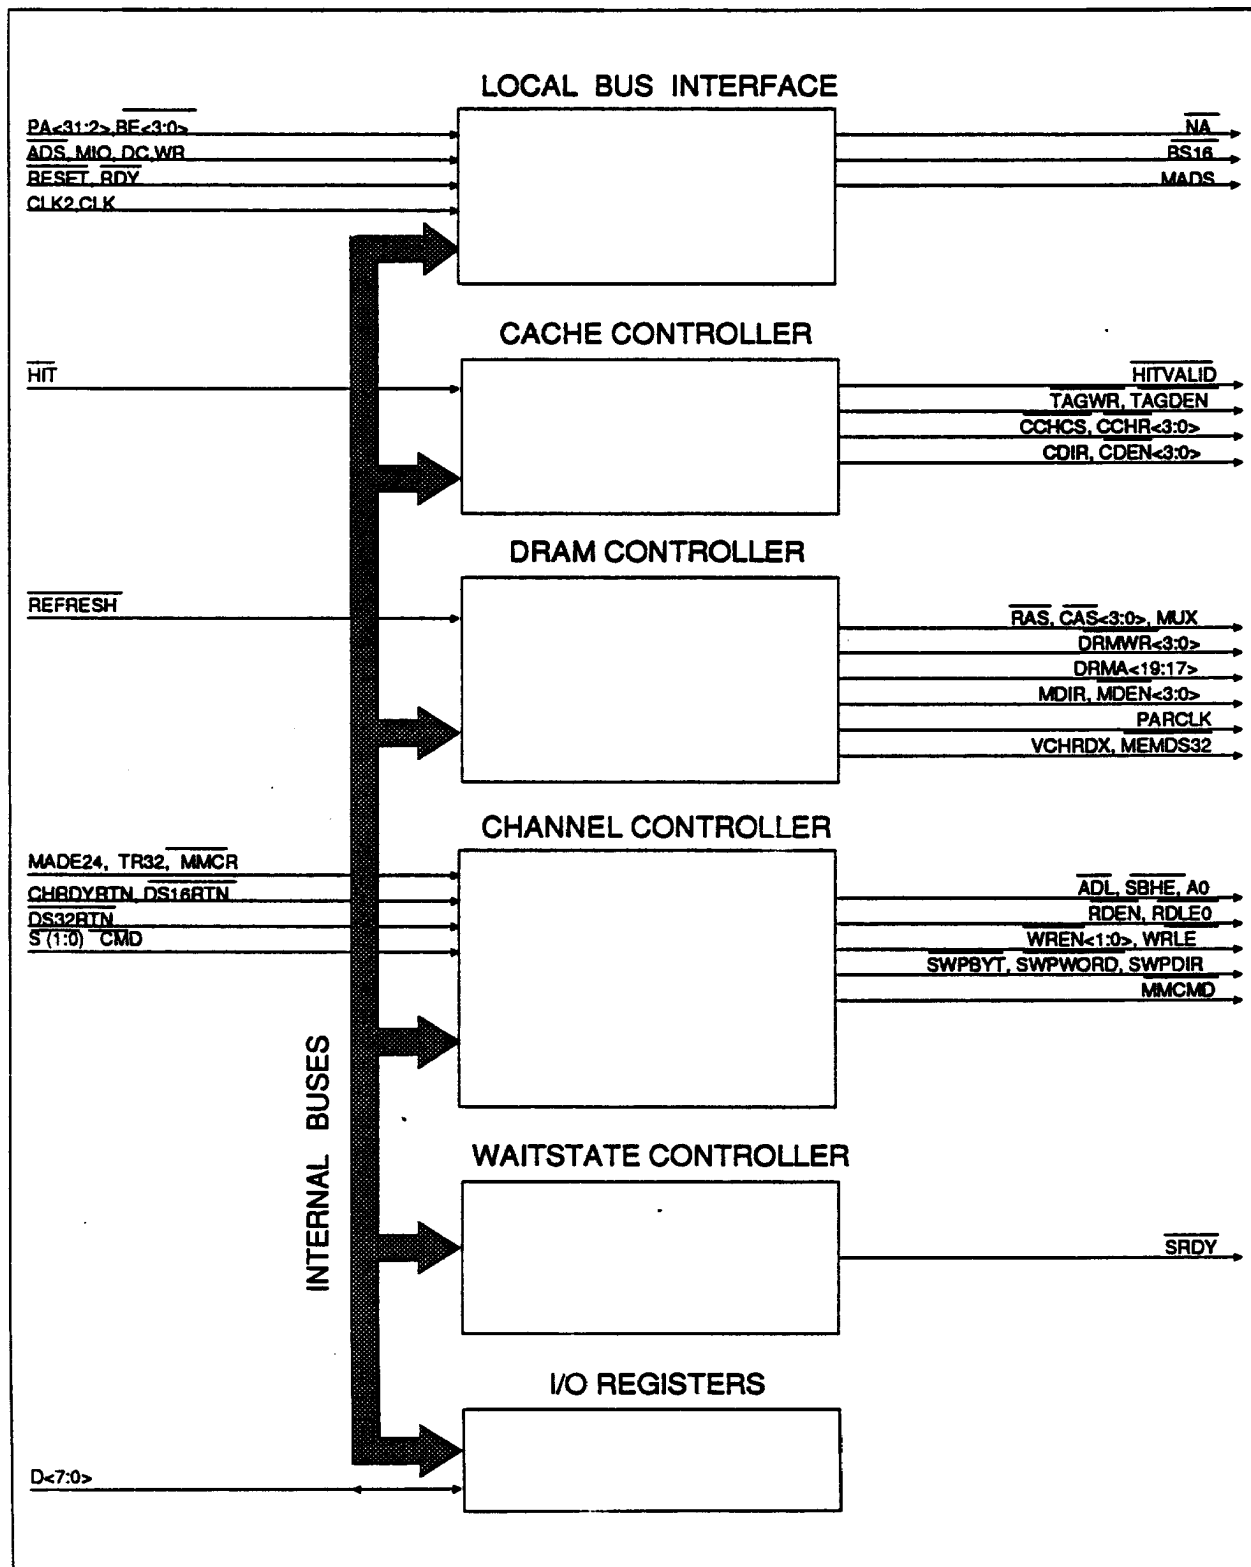 LOCAL BUS INTERFACE
PA<31:2>,BE<3:0>
ADS, MIO, DC,WR
RESET, RDY
CLK2,CLK
NA
BS16
MADS
CACHE CONTROLLER
HIT
HITVALID
TAGWR, TAGDEN
CCHCS, CCHR<3:0>
CDIR, CDEN<3:0>
DRAM CONTROLLER
REFRESH
RAS, CAS<3:0>, MUX
DRMWR<3:0>
DRMA<19:17>
MDIR, MDEN<3:0>
PARCLK
VCHRDX, MEMDS32
CHANNEL CONTROLLER
MADE24, TR32, MMCR
CHRDYRTN, DS16RTN
DS32RTN
S (1:0) CMD
ADL, SBHE, A0
RDEN, RDLE0
WREN<1:0>, WRLE
SWPBYT, SWPWORD, SWPDIR
MMCMD
INTERNAL BUSES
WAITSTATE CONTROLLER
SRDY
I/O REGISTERS
D<7:0>